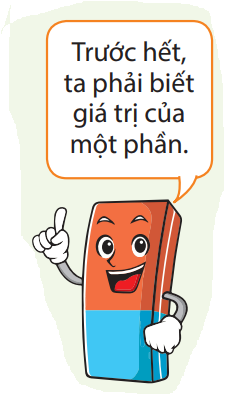 Trước hết,
ta phải biết
giá trị của
một phần.